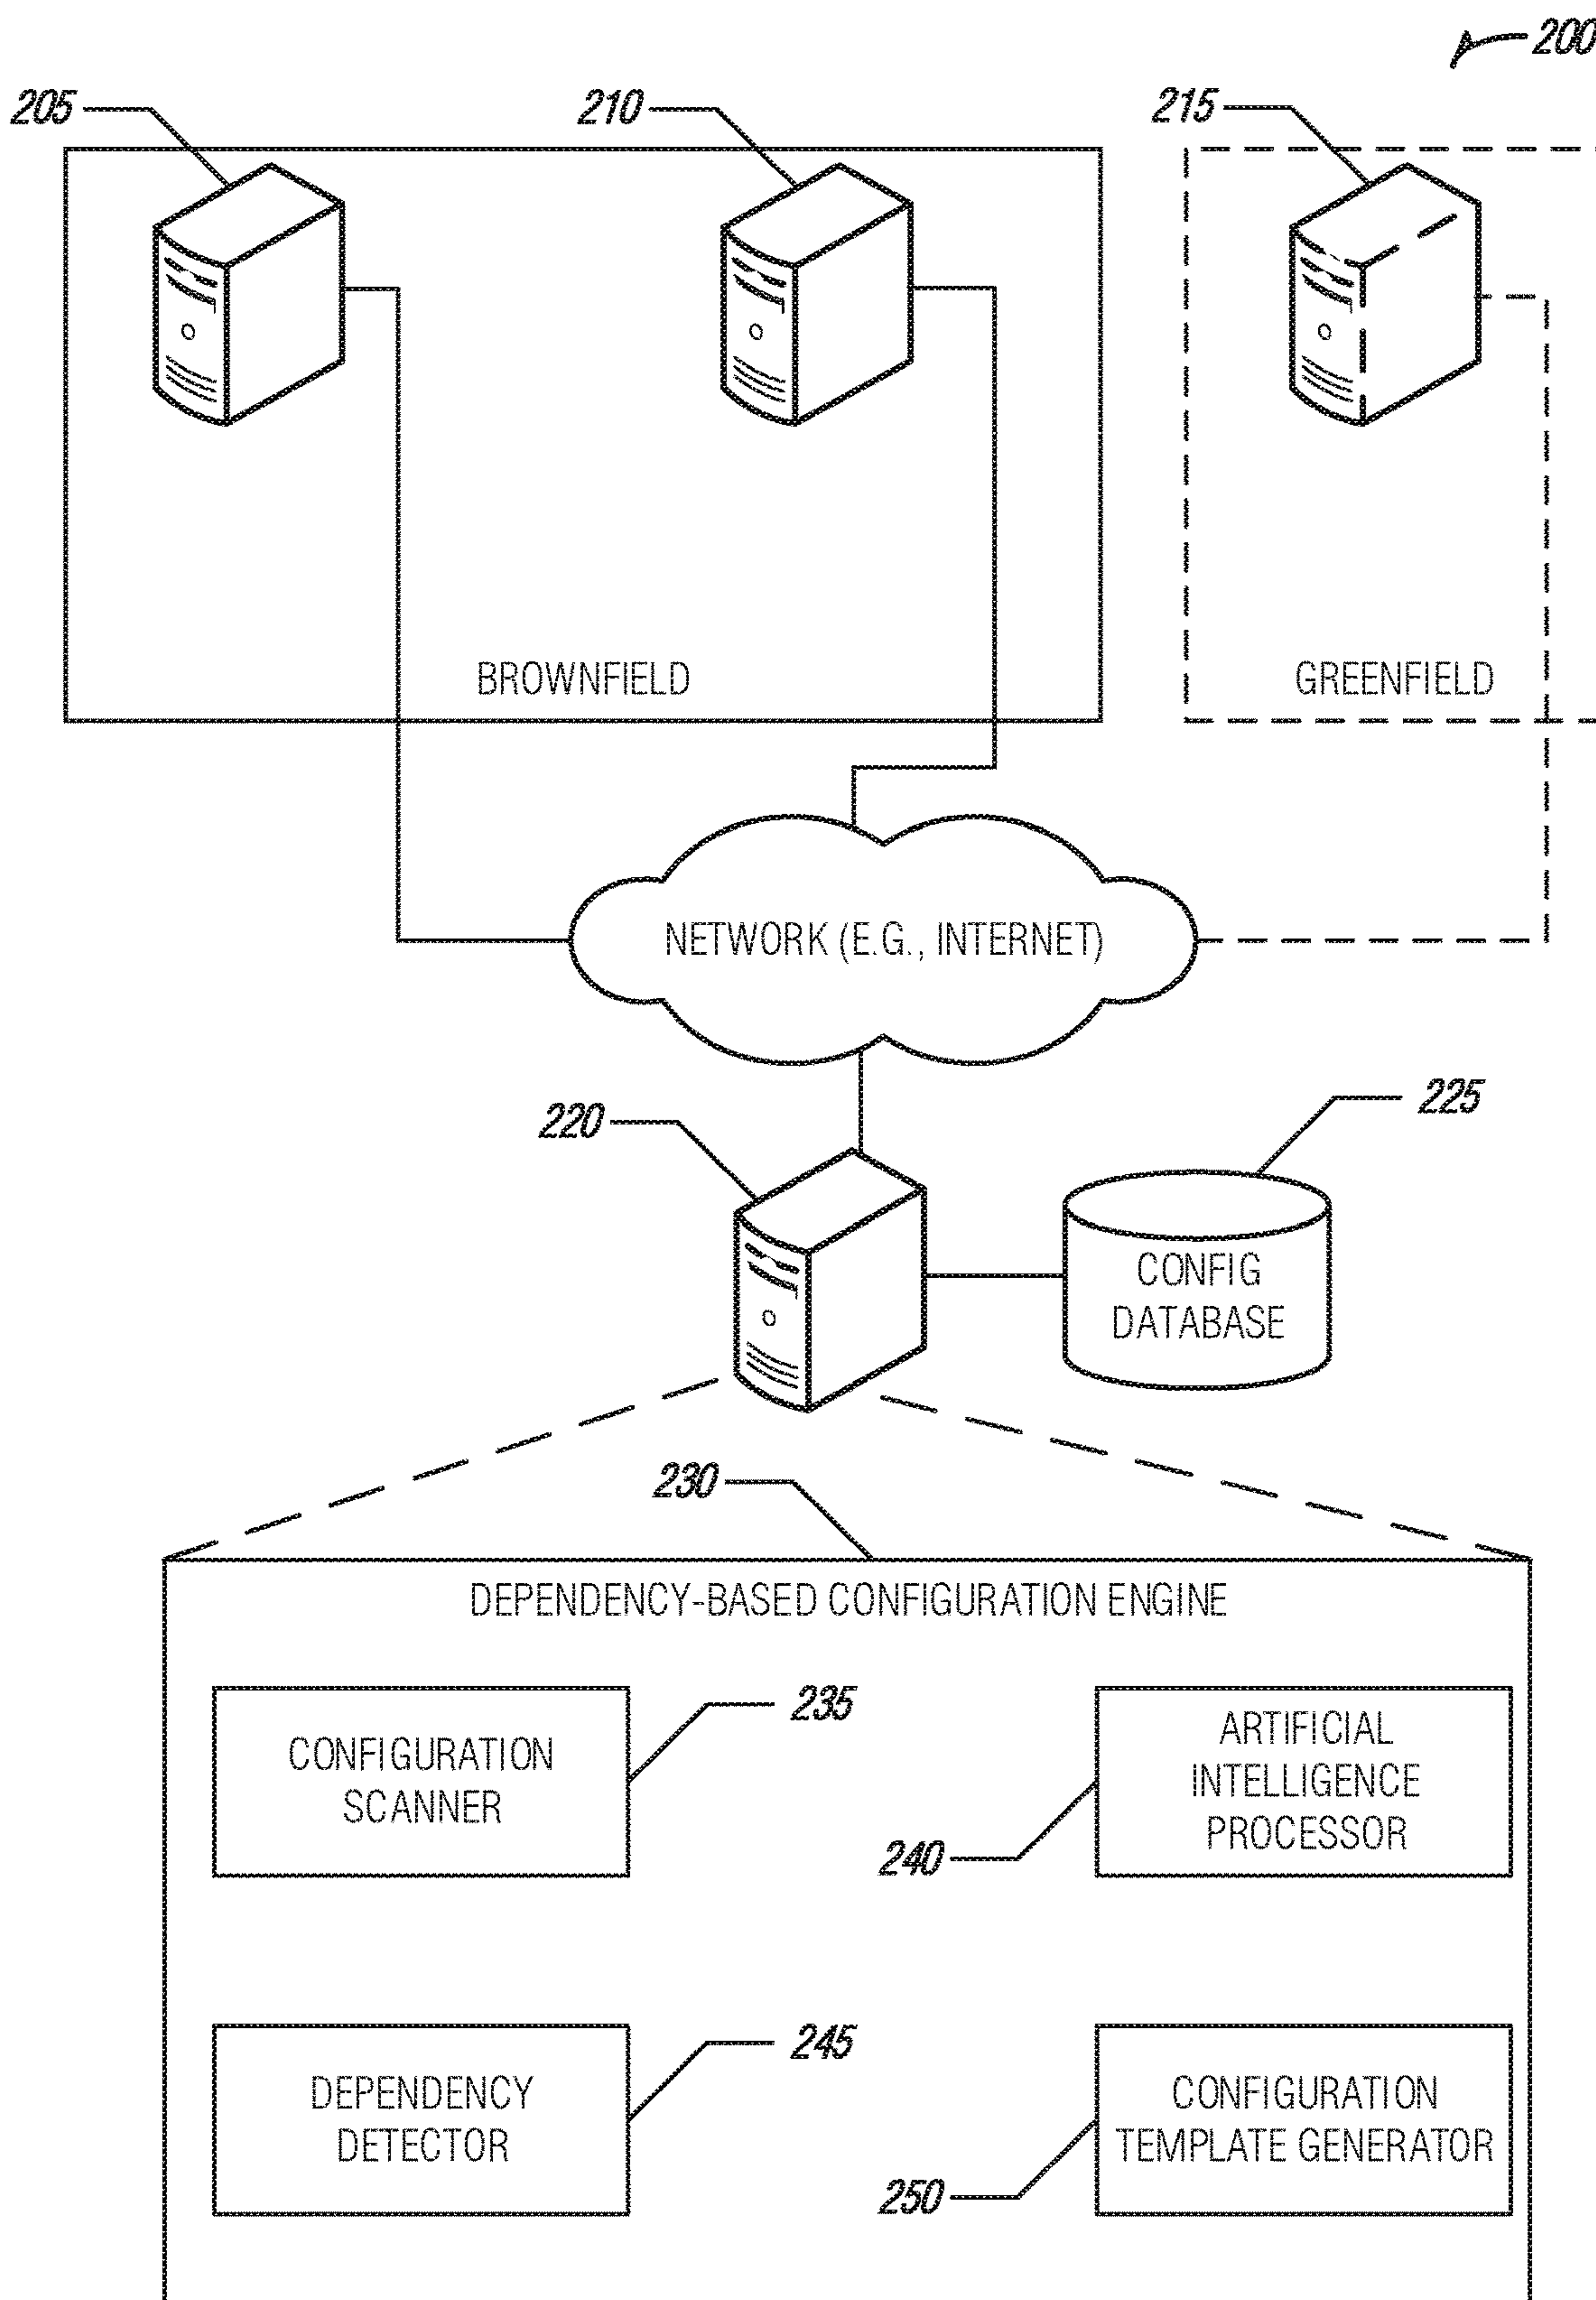 200
205
210
215
BROWNFIELD
GREENFIELD
NETWORK (E.G., INTERNET)
220
225
CONFIG
DATABASE
230
DEPENDENCY-BASED CONFIGURATION ENGINE
235
CONFIGURATION
SCANNER
ARTIFICIAL
INTELLIGENCE
PROCESSOR
240
245
DEPENDENCY
DETECTOR
CONFIGURATION
TEMPLATE GENERATOR
250